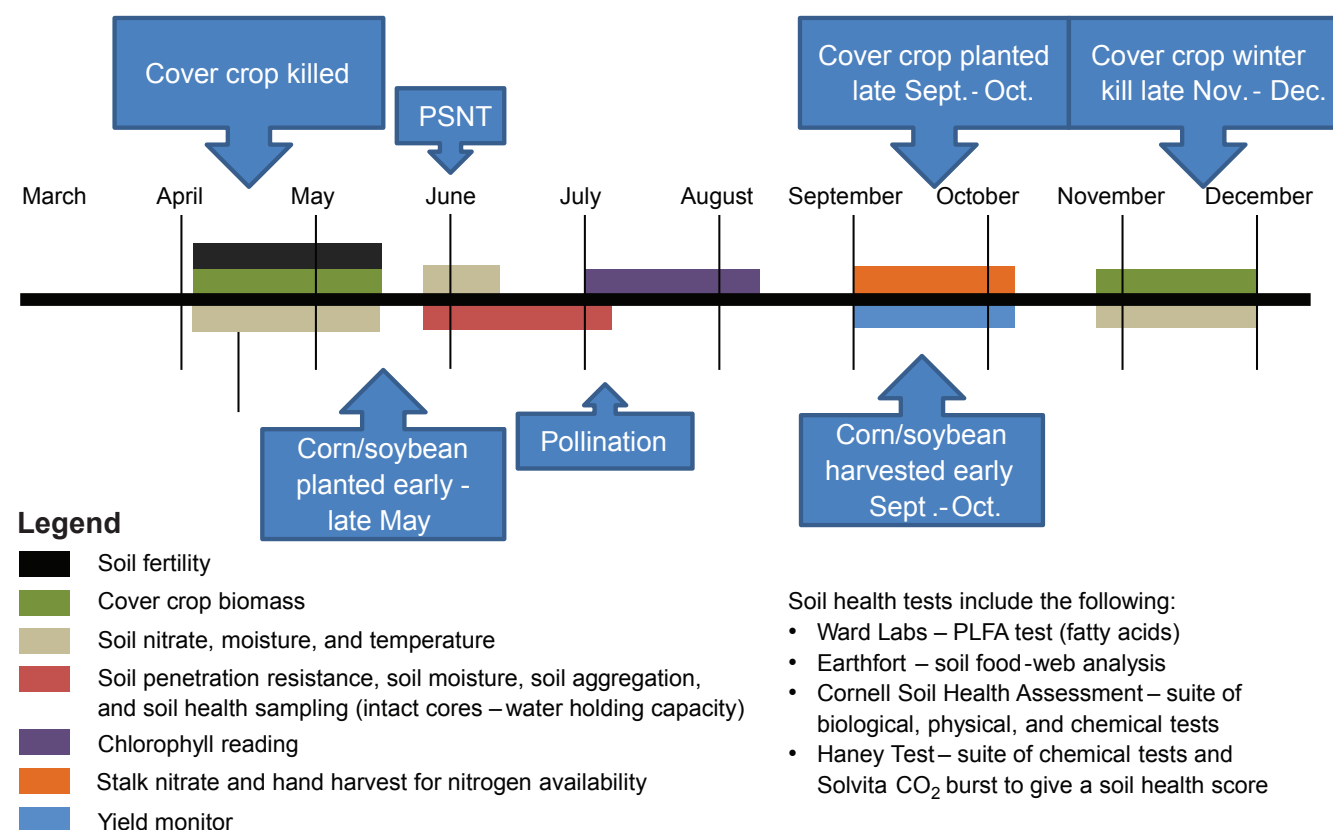 Cover crop killed
PSNT
Cover crop planted
late Sept.- Oct.
Cover crop winter
kill late Nov. - Dec.
March April May June July August September October November December
Corn/soybean
planted early -
late May
Pollination
Corn/soybean
harvested early
Sept .- Oct.
Legend
Soil fertility
Cover crop biomass
Soil nitrate, moisture, and temperature
Soil penetration resistance, soil moisture, soil aggregation,
and soil health sampling (intact cores – water holding capacity)
Chlorophyll reading
Stalk nitrate and hand harvest for nitrogen availability
Yield monitor
Soil health tests include the following:
• Ward Labs – PLFA test (fatty acids)
• Earthfort – soil food-web analysis
• Cornell Soil Health Assessment – suite of
biological, physical, and chemical tests
• Haney Test – suite of chemical tests and
Solvita CO₂ burst to give a soil health score